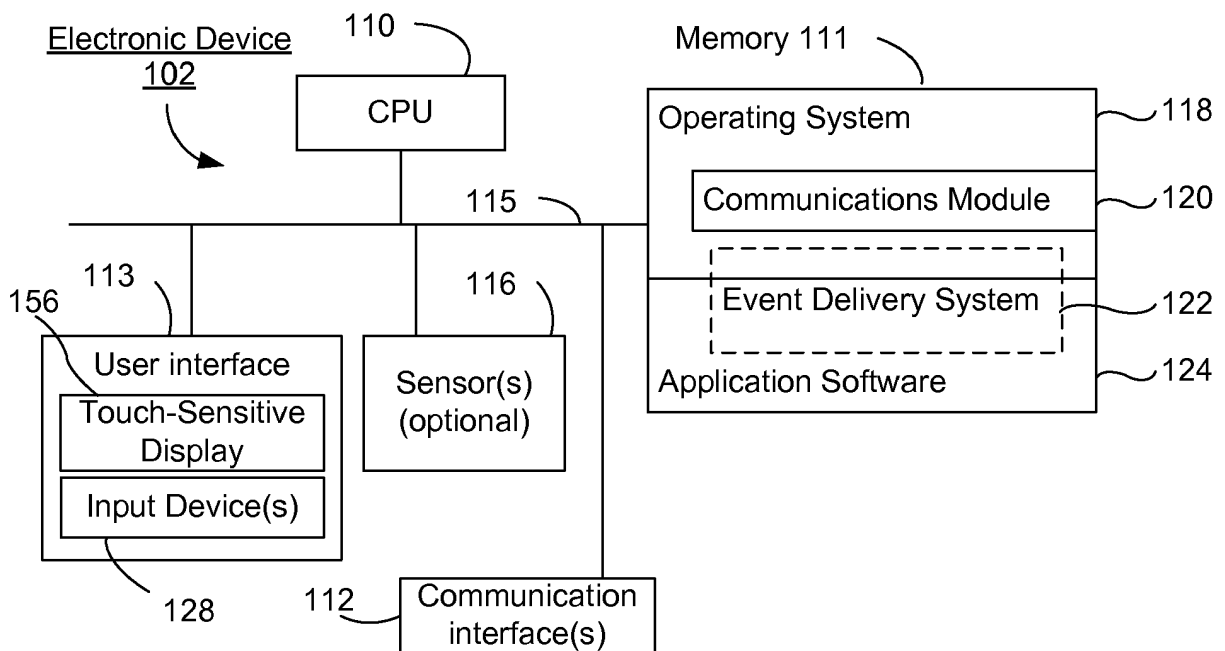 Electronic Device
102
110
CPU
Memory 111
Operating System
118
Communications Module
120
115
Event Delivery System
122
Application Software
124
113
156
User interface
Touch-Sensitive
Display
Input Device(s)
128
116
Sensor(s)
(optional)
112
Communication
interface(s)